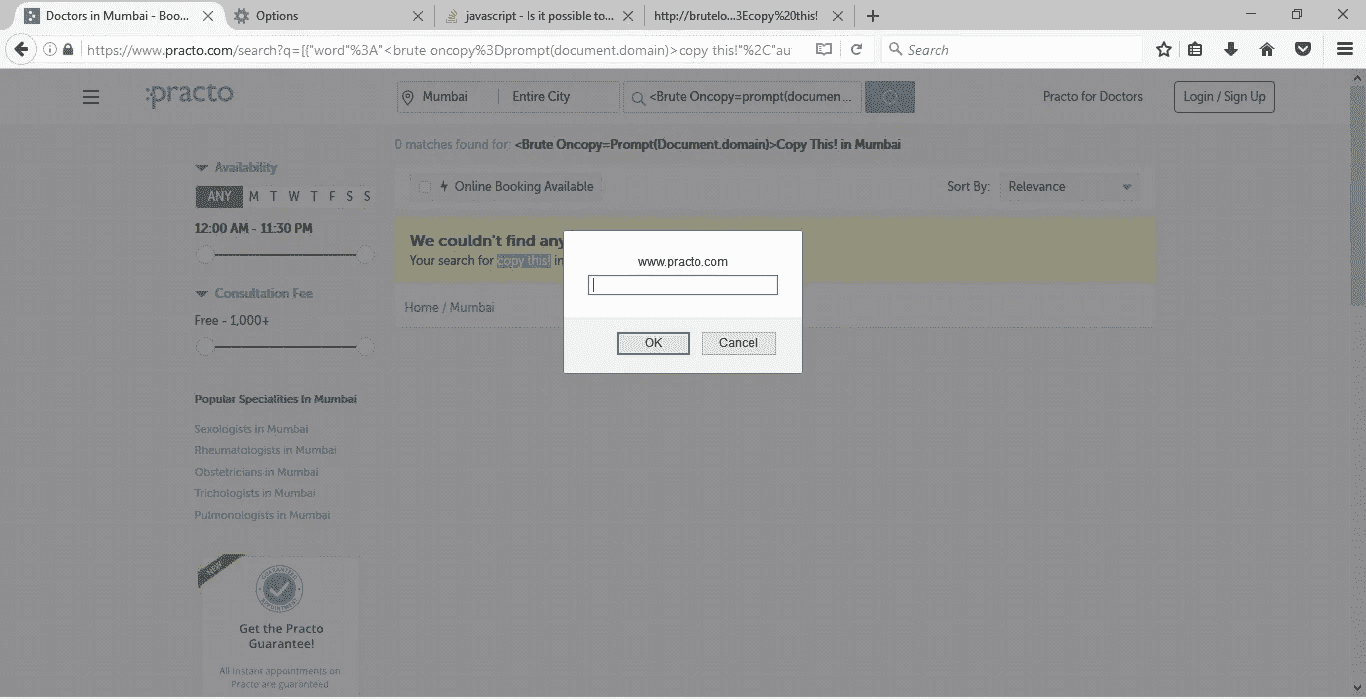 Doctors in Mumbai - Boo...
Options
javascript - Is it possible to...
http://brutelo...3Ecopy%20this!
https://www.practo.com/search?q=[{"word"%3A"<brute oncopy%3Dprompt(document.domain)>copy this!"%2C"au
Search
:practo
Mumbai
Entire City
<Brute Oncopy=prompt(documen...
Practo for Doctors
Login / Sign Up
0 matches found for: <Brute Oncopy=Prompt(Document.domain)>Copy This! in Mumbai
Availability
ANY M T W T F S S
12:00 AM - 11:30 PM
Consultation Fee
Free - 1,000+
Popular Specialities In Mumbai
Sexologists in Mumbai
Rheumatologists in Mumbai
Obstetricians in Mumbai
Trichologists in Mumbai
Pulmonologists in Mumbai
NEW
GUARANTEED
APPOINTMENT
Get the Practo
Guarantee!
All Instant appointments on
Practo are guaranteed
Online Booking Available
Sort By:
Relevance
We couldn't find any
Your search for copy this! in
Home / Mumbai
www.practo.com
OK
Cancel